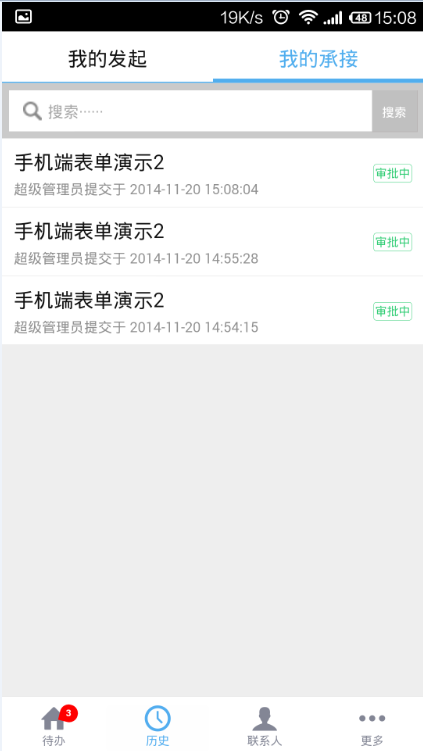 19K/s 48 15:08
我的发起 我的承接
搜索······ 搜索
手机端表单演示2
审批中
超级管理员提交于 2014-11-20 15:08:04
手机端表单演示2
审批中
超级管理员提交于 2014-11-20 14:55:28
手机端表单演示2
审批中
超级管理员提交于 2014-11-20 14:54:15
3
待办 历史 联系人 更多